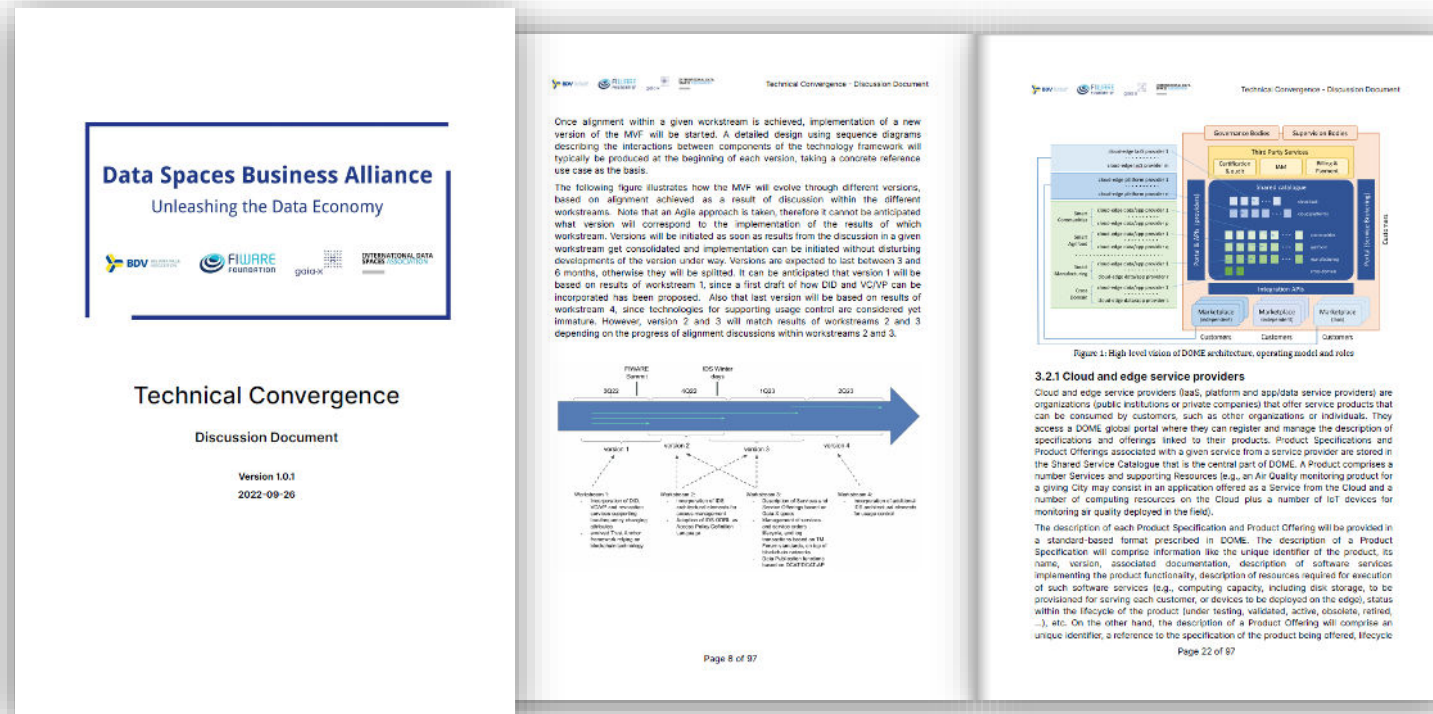 Data Spaces Business Alliance
Unleashing the Data Economy
BDV
FIWARE
FOUNDATION
gaia-x
INTERNATIONAL DATA
SPACES ASSOCIATION
Technical Convergence
Discussion Document
Version 1.0.1
2022-09-26
BDV
FIWARE
Technical Convergence - Discussion Document
Once alignment within a given workstream is achieved, implementation of a new
version of the MVF will be started. A detailed design using sequence diagrams
describing the interactions between components of the technology framework will
typically be produced at the beginning of each version, taking a concrete reference
use case as the basis.
The following figure illustrates how the MVF will evolve through different versions,
based on alignment achieved as a result of discussion within the different
workstreams. Note that an Agile approach is taken, therefore it cannot be anticipated
what version will correspond to the implementation of the results of which
workstream. Versions will be initiated as soon as results from the discussion in a given
workstream get consolidated and implementation can be initiated without disturbing
developments of the version under way. Versions are expected to last between 3 and
6 months, otherwise they will be splitted. It can be anticipated that version 1 will be
based on results of workstream 1, since a first draft of how DID and VC/VP can be
incorporated has been proposed. Also that last version will be based on results of
workstream 4, since technologies for supporting usage control are considered yet
immature. However, version 2 and 3 will match results of workstreams 2 and 3
depending on the progress of alignment discussions within workstreams 2 and 3.
FIWARE
Summit
IDS Winter
days
3Q22
4Q22
1Q23
2Q23
version 1
version 2
version 3
version 4
Workstream 1:
Workstream 2:
Workstream 3:
Workstream 4:
Page 8 of 97
BDV
FIWARE
Technical Convergence - Discussion Document
Governance Bodies
Supervision Bodies
Third Party Services
Certification
& audit
IAM
Billing &
Payment
Shared catalogue
Smart
Communities
Smart
Agrifood
Smart
Manufacturing
Cross
Domain
Portal & APIs (providers)
Customers
Integration APIs
Marketplace
Marketplace
Marketplace
Customers
Customers
Customers
Figure 1: High level vision of DOME architecture, operating model and roles
3.2.1 Cloud and edge service providers
Cloud and edge service providers (IaaS, platform and app/data service providers) are
organizations (public institutions or private companies) that offer service products that
can be consumed by customers, such as other organizations or individuals. They
access a DOME global portal where they can register and manage the description of
specifications and offerings linked to their products. Product Specifications and
Product Offerings associated with a given service from a service provider are stored in
the Shared Service Catalogue that is the central part of DOME. A Product comprises a
number Services and supporting Resources (e.g., an Air Quality monitoring product for
a giving City may consist in an application offered as a Service from the Cloud and a
number of computing resources on the Cloud plus a number of IoT devices for
monitoring air quality deployed in the field).
The description of each Product Specification and Product Offering will be provided in
a standard-based format prescribed in DOME. The description of a Product
Specification will comprise information like the unique identifier of the product, its
name, version, associated documentation, description of software services
implementing the product functionality, description of resources required for execution
of such software services (e.g., computing capacity, including disk storage, to be
provisioned for serving each customer, or devices to be deployed on the edge), status
within the lifecycle of the product (under testing, validated, active, obsolete, retired,
...), etc. On the other hand, the description of a Product Offering will comprise an
unique identifier, a reference to the specification of the product being offered, lifecycle
Page 22 of 97